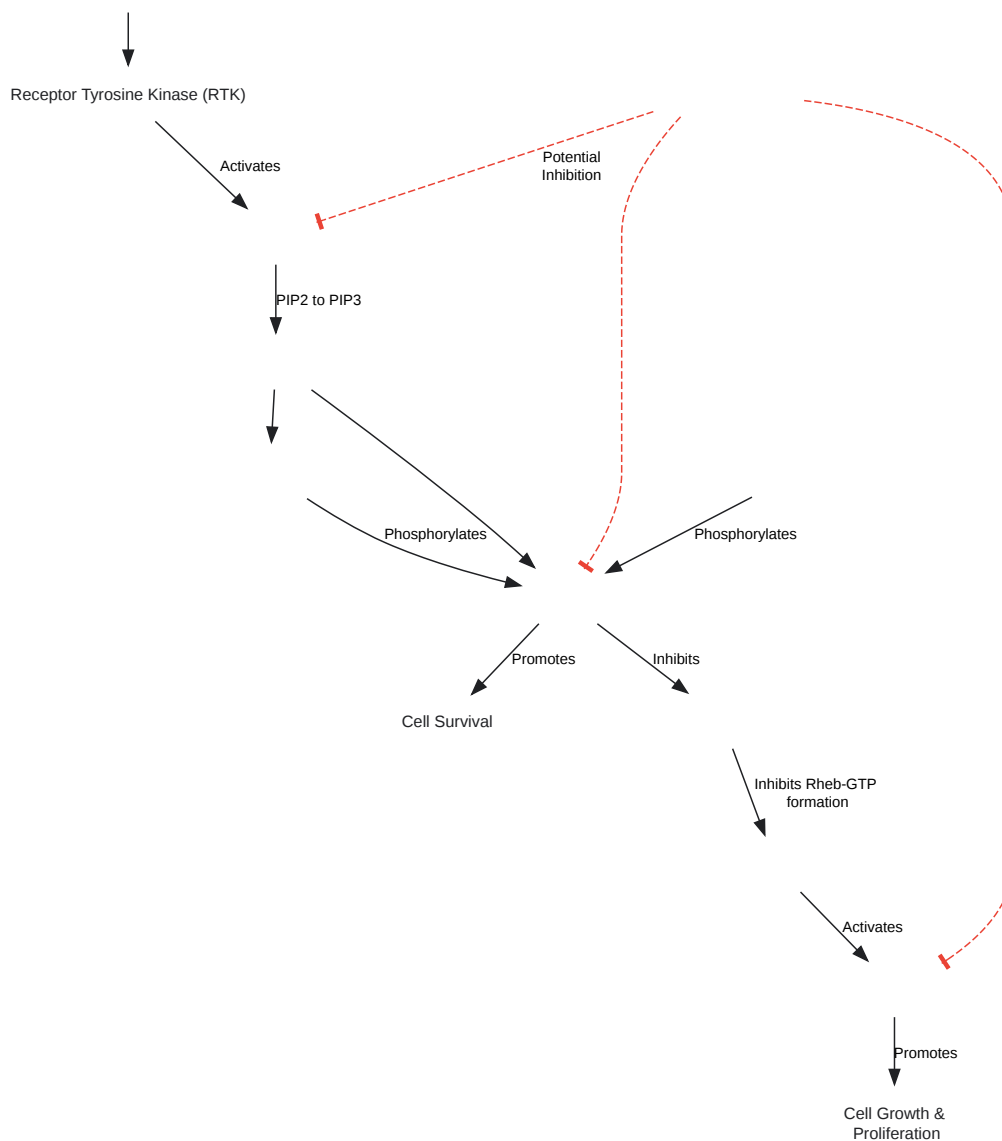 Receptor Tyrosine Kinase (RTK)
Activates
Potential
Inhibition
PIP2 to PIP3
Phosphorylates
Phosphorylates
Promotes
Inhibits
Cell Survival
Inhibits Rheb-GTP
formation
Activates
Promotes
Cell Growth &
Proliferation